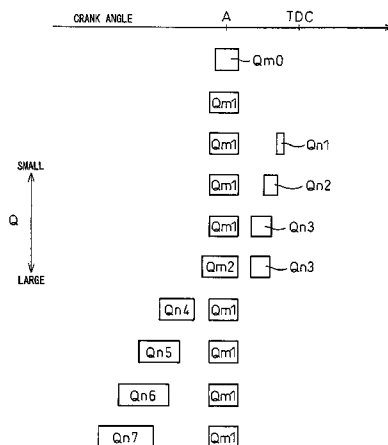 CRANK ANGLE A TDC
Qm0
Qm1
Qm1 Qn1
SMALL Qm1 Qn2
Q Qm1 Qn3
LARGE Qm2 Qn3
Qn4 Qm1
Qn5 Qm1
Qn6 Qm1
Qn7 Qm1